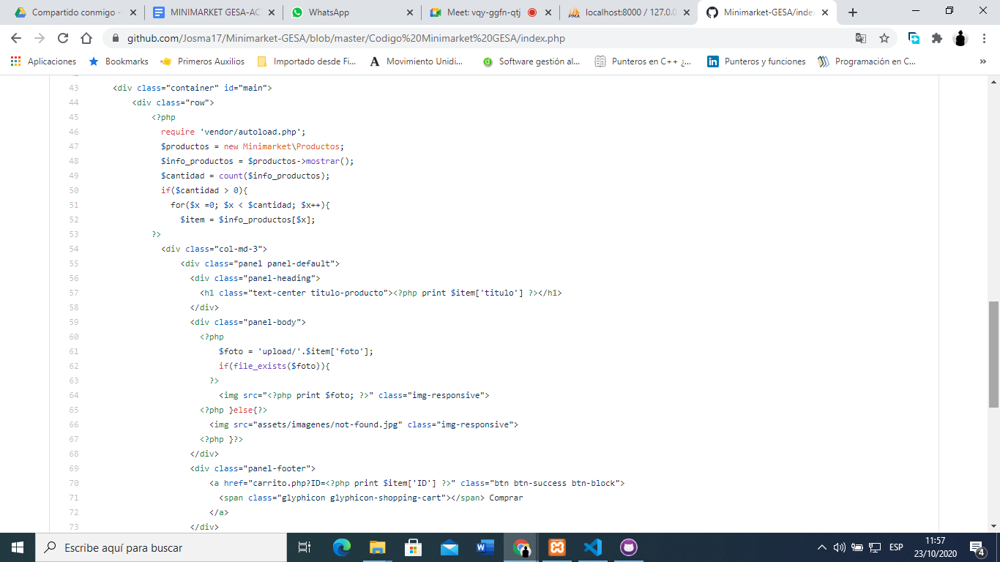 Compartido conmigo -
MINIMARKET GESA-AC
WhatsApp
Meet: vqy-ggfn-qtj
localhost:8000 / 127.0.0
Minimarket-GESA/index
github.com/Josma17/Minimarket-GESA/blob/master/Codigo%20Minimarket%20GESA/index.php
Aplicaciones
Bookmarks
Primeros Auxilios
Importado desde Fi...
Movimiento Unidi...
Software gestión al...
Punteros en C++ ¿...
Punteros y funciones
Programación en C...
»
43 <div class="container" id="main">
44 <div class="row">
45 <?php
46 require 'vendor/autoload.php';
47 $productos = new Minimarket\Productos;
48 $info_productos = $productos->mostrar();
49 $cantidad = count($info_productos);
50 if($cantidad > 0){
51 for($x =0; $x < $cantidad; $x++){
52 $item = $info_productos[$x];
53 ?>
54 <div class="col-md-3">
55 <div class="panel panel-default">
56 <div class="panel-heading">
57 <h1 class="text-center titulo-producto"><?php print $item['titulo'] ?></h1>
58 </div>
59 <div class="panel-body">
60 <?php
61 $foto = 'upload/'.$item['foto'];
62 if(file_exists($foto)){
63 ?>
64 <img src="<?php print $foto; ?>" class="img-responsive">
65 <?php }else{?>
66 <img src="assets/imagenes/not-found.jpg" class="img-responsive">
67 <?php }?>
68 </div>
69 <div class="panel-footer">
70 <a href="carrito.php?ID=<?php print $item['ID'] ?>" class="btn btn-success btn-block">
71 <span class="glyphicon glyphicon-shopping-cart"></span> Comprar
72 </a>
73 </div>
Escribe aquí para buscar
ESP
11:57
23/10/2020
4